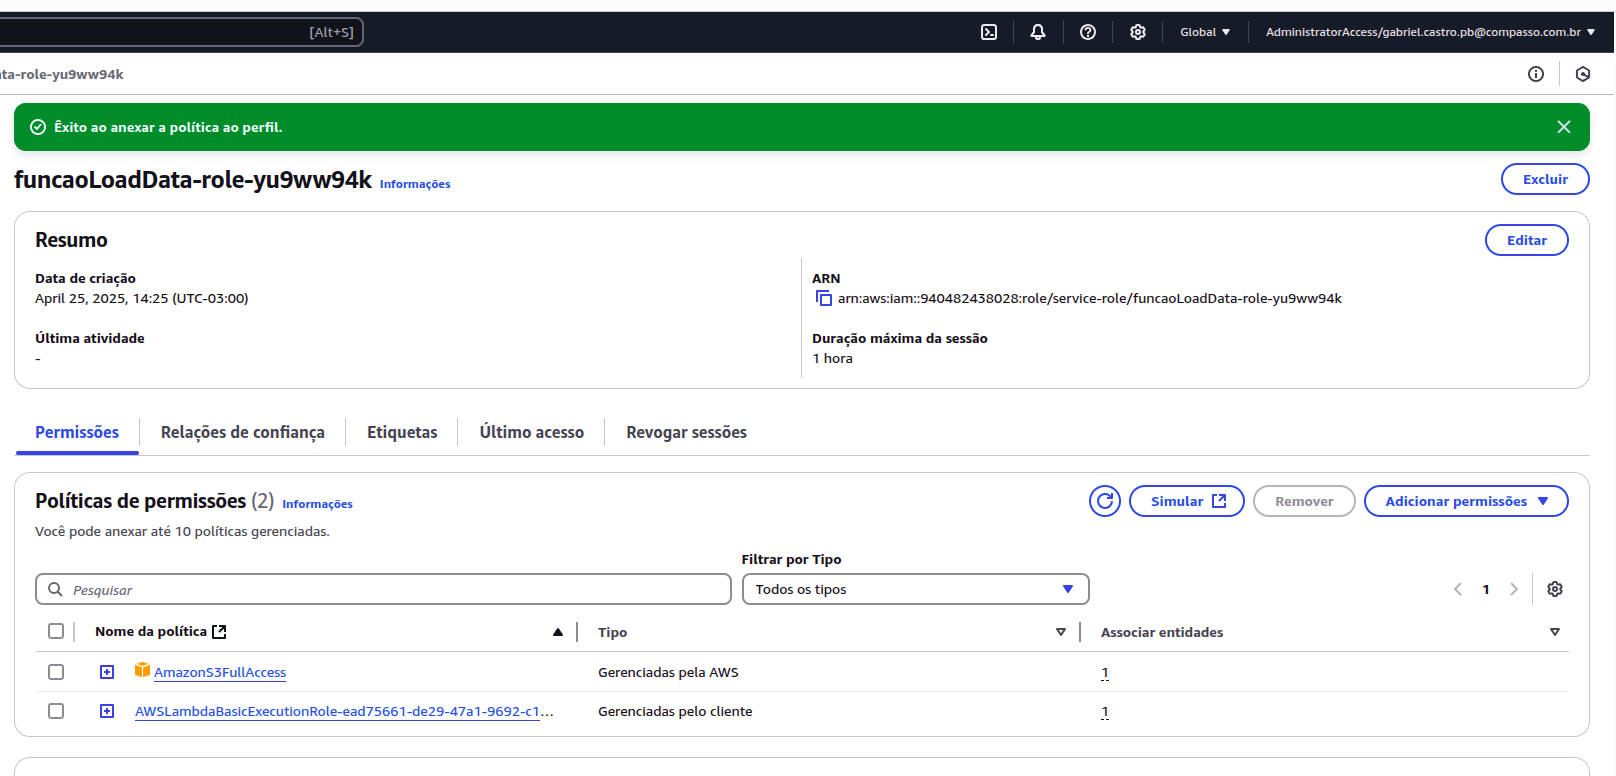 [Alt+S]
Global
AdministratorAccess/gabriel.castro.pb@compasso.com.br
ta-role-yu9ww94k
Êxito ao anexar a política ao perfil.
funcaoLoadData-role-yu9ww94k Informações
Excluir
Resumo
Editar
Data de criação
April 25, 2025, 14:25 (UTC-03:00)
ARN
arn:aws:iam::940482438028:role/service-role/funcaoLoadData-role-yu9ww94k
Última atividade
-
Duração máxima da sessão
1 hora
Permissões
Relações de confiança
Etiquetas
Último acesso
Revogar sessões
Políticas de permissões (2) Informações
Simular
Remover
Adicionar permissões
Você pode anexar até 10 políticas gerenciadas.
Filtrar por Tipo
Pesquisar
Todos os tipos
1
Nome da política
Tipo
Associar entidades
AmazonS3FullAccess
Gerenciadas pela AWS
1
AWSLambdaBasicExecutionRole-ead75661-de29-47a1-9692-c1...
Gerenciadas pelo cliente
1